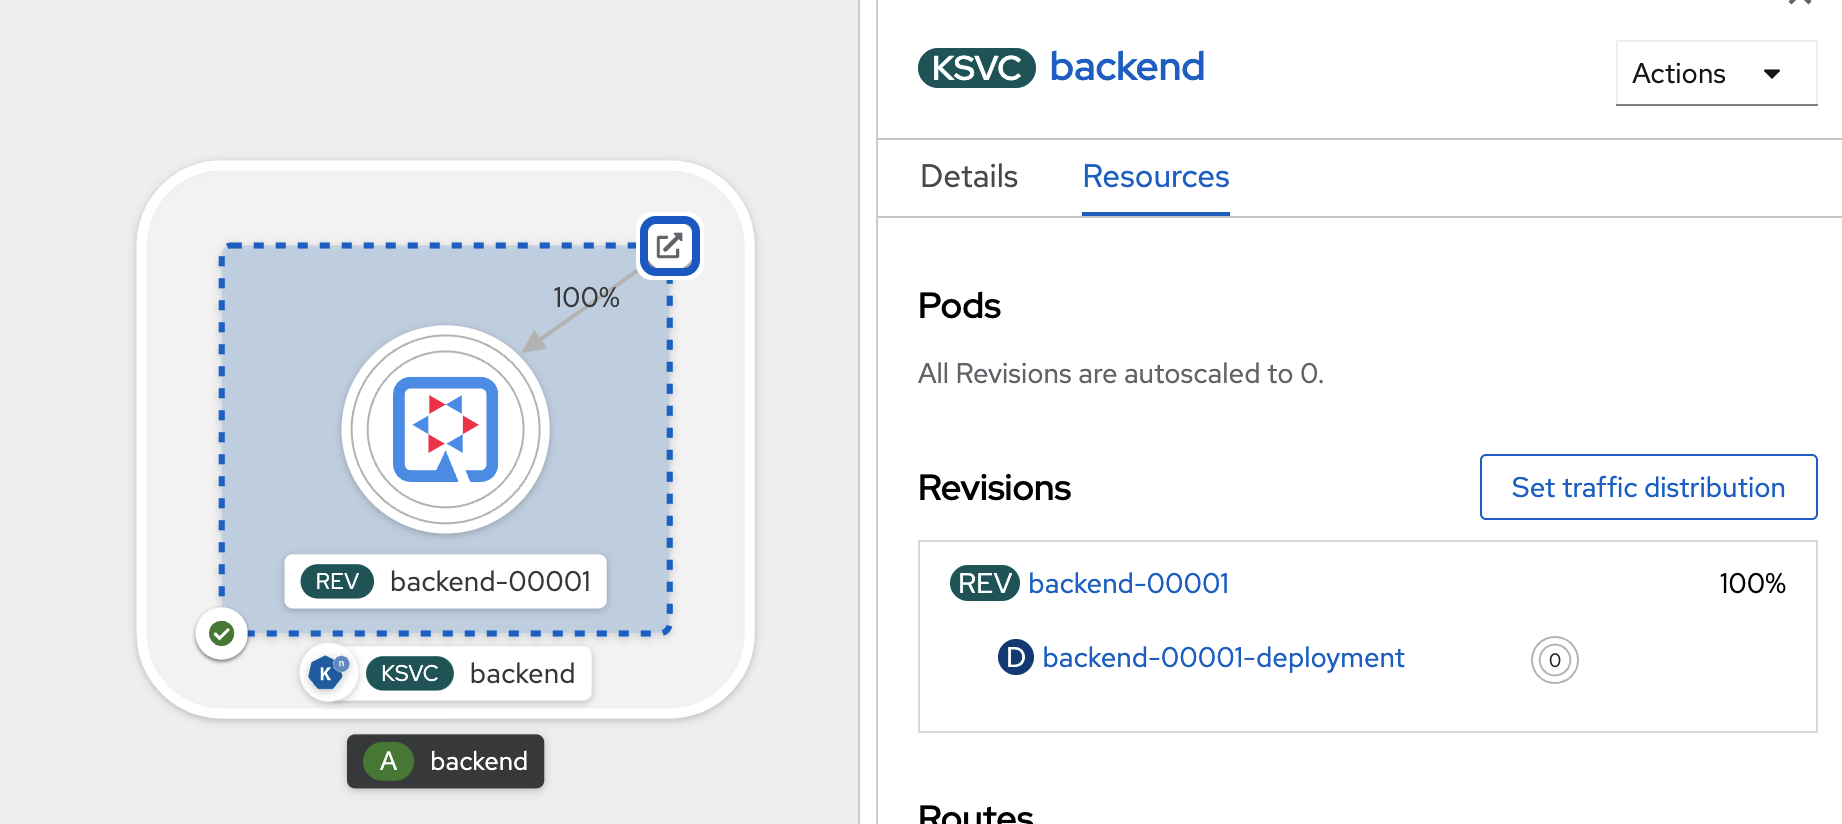 100%
REV backend-00001
K n KSVC backend
A backend
KSVC backend
Actions
Details Resources
Pods
All Revisions are autoscaled to 0.
Revisions Set traffic distribution
REV backend-00001 100%
D backend-00001-deployment 0
Routes